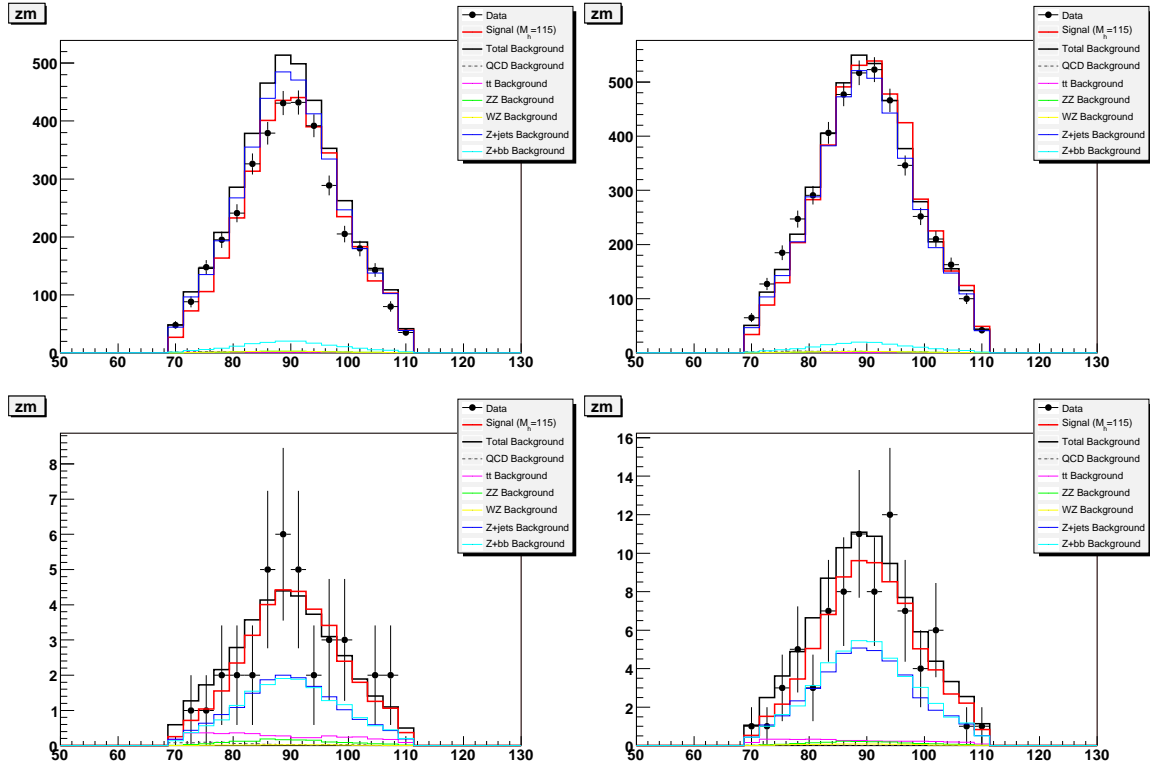 zm
Data
Signal (M_h=115)
Total Background
QCD Background
tt Background
ZZ Background
WZ Background
Z+jets Background
Z+bb Background
500
400
300
200
100
0
50 60 70 80 90 100 110 120 130
zm
Data
Signal (M_h=115)
Total Background
QCD Background
tt Background
ZZ Background
WZ Background
Z+jets Background
Z+bb Background
500
400
300
200
100
0
50 60 70 80 90 100 110 120 130
zm
Data
Signal (M_h=115)
Total Background
QCD Background
tt Background
ZZ Background
WZ Background
Z+jets Background
Z+bb Background
8
7
6
5
4
3
2
1
0
50 60 70 80 90 100 110 120 130
zm
Data
Signal (M_h=115)
Total Background
QCD Background
tt Background
ZZ Background
WZ Background
Z+jets Background
Z+bb Background
16
14
12
10
8
6
4
2
0
50 60 70 80 90 100 110 120 130